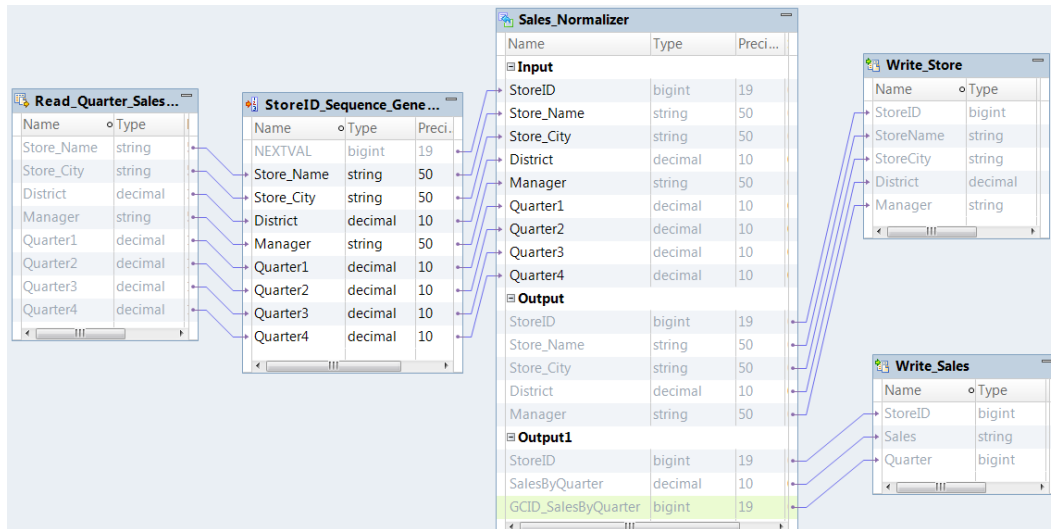 Read_Quarter_Sales...
Name Type
Store_Name string
Store_City string
District decimal
Manager string
Quarter1 decimal
Quarter2 decimal
Quarter3 decimal
Quarter4 decimal
StoreID_Sequence_Gene...
Name Type Preci.
NEXTVAL bigint 19
Store_Name string 50
Store_City string 50
District decimal 10
Manager string 50
Quarter1 decimal 10
Quarter2 decimal 10
Quarter3 decimal 10
Quarter4 decimal 10
Sales_Normalizer
Name Type Preci...
Input
StoreID bigint 19
Store_Name string 50
Store_City string 50
District decimal 10
Manager string 50
Quarter1 decimal 10
Quarter2 decimal 10
Quarter3 decimal 10
Quarter4 decimal 10
Output
StoreID bigint 19
Store_Name string 50
Store_City string 50
District decimal 10
Manager string 50
Output1
StoreID bigint 19
SalesByQuarter decimal 10
GCID_SalesByQuarter bigint 19
Write_Store
Name Type
StoreID bigint
StoreName string
StoreCity string
District decimal
Manager string
Write_Sales
Name Type
StoreID bigint
Sales string
Quarter bigint